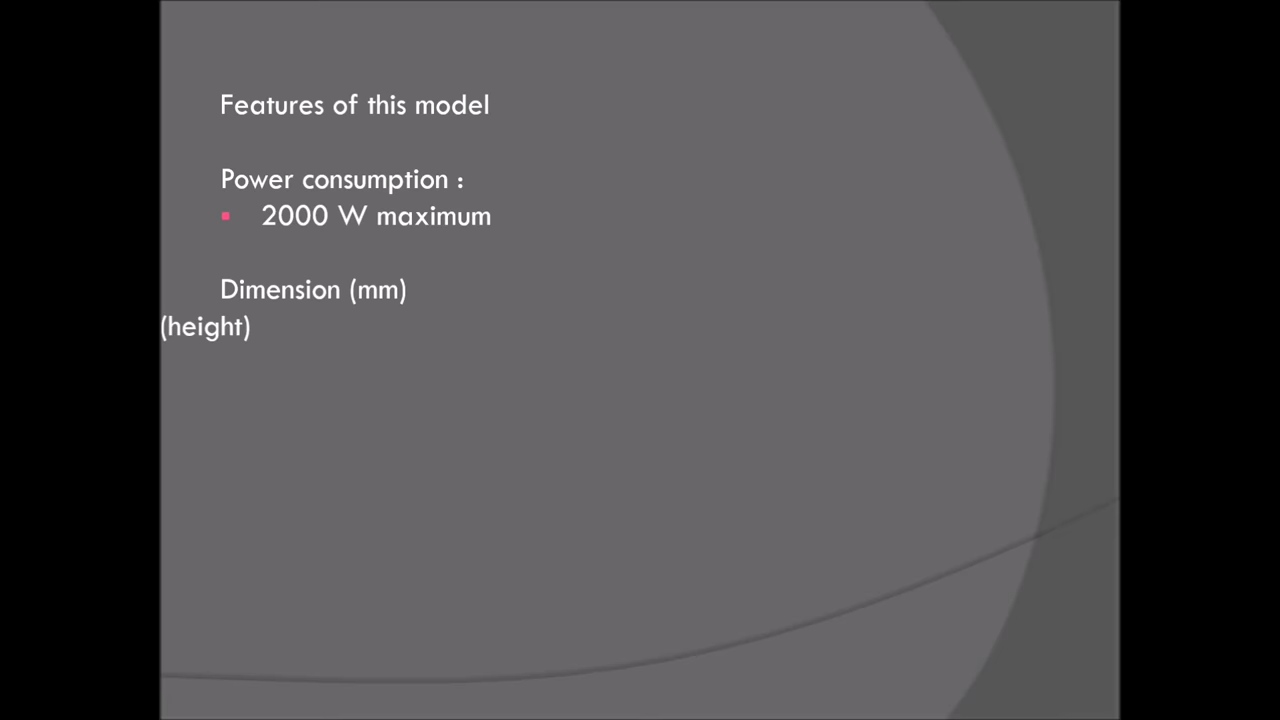 Features of this model
Power consumption :
▪ 2000 W maximum
Dimension (mm)
(height)